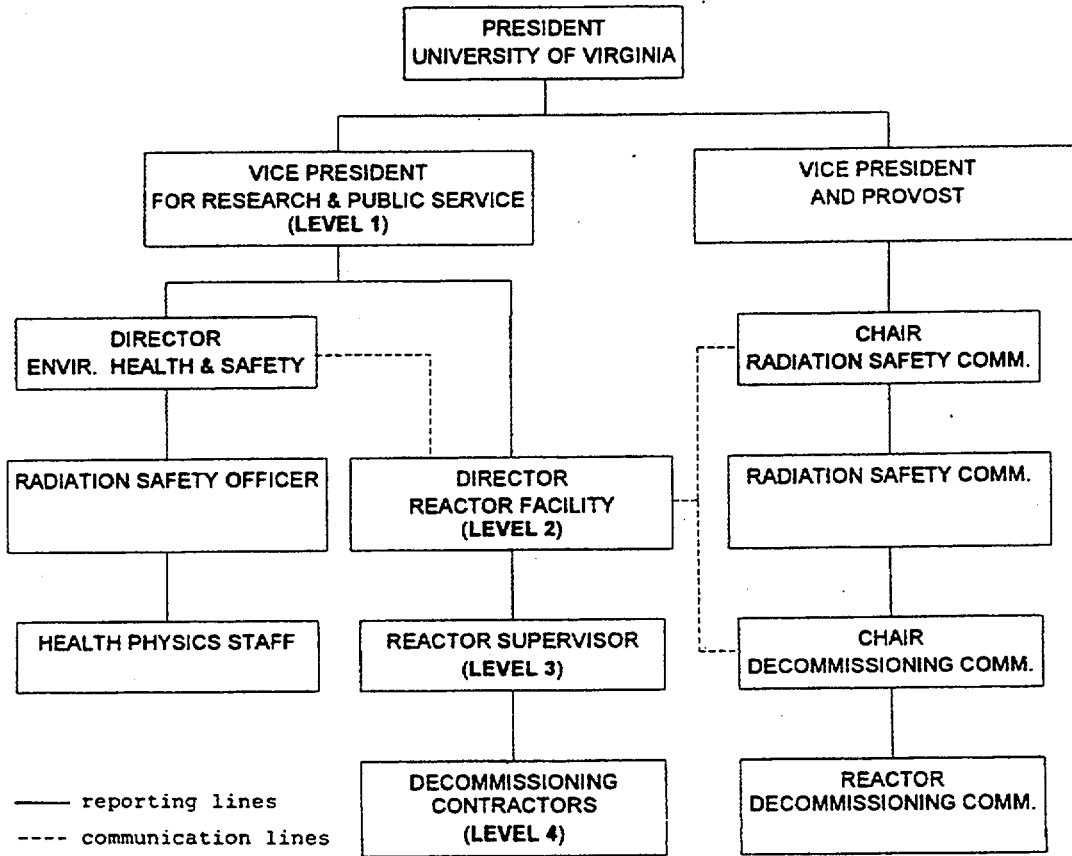 PRESIDENT
UNIVERSITY OF VIRGINIA
VICE PRESIDENT
FOR RESEARCH & PUBLIC SERVICE
(LEVEL 1)
VICE PRESIDENT
AND PROVOST
DIRECTOR
ENVIR. HEALTH & SAFETY
CHAIR
RADIATION SAFETY COMM.
RADIATION SAFETY OFFICER
DIRECTOR
REACTOR FACILITY
(LEVEL 2)
RADIATION SAFETY COMM.
HEALTH PHYSICS STAFF
REACTOR SUPERVISOR
(LEVEL 3)
CHAIR
DECOMMISSIONING COMM.
DECOMMISSIONING
CONTRACTORS
(LEVEL 4)
REACTOR
DECOMMISSIONING COMM.
reporting lines
communication lines